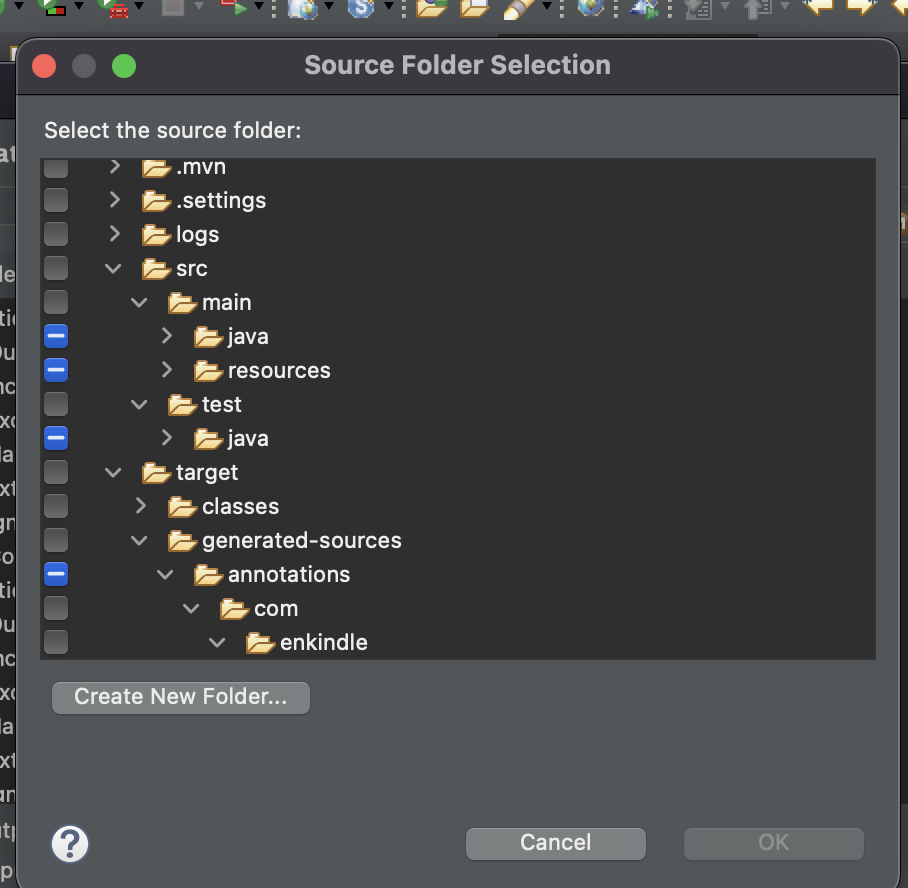 Source Folder Selection
Select the source folder:
.mvn
.settings
logs
src
main
java
resources
test
java
target
classes
generated-sources
annotations
com
enkindle
Create New Folder...
Cancel
OK